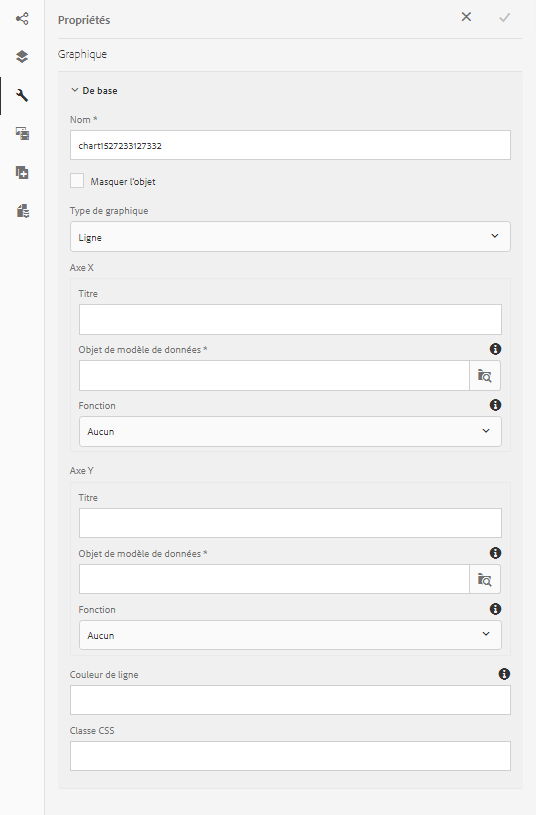 Propriétés
Graphique
De base
Nom *
chart1527233127332
Masquer l'objet
Type de graphique
Ligne
Axe X
Titre
Objet de modèle de données *
Fonction
Aucun
Axe Y
Titre
Objet de modèle de données *
Fonction
Aucun
Couleur de ligne
Classe CSS